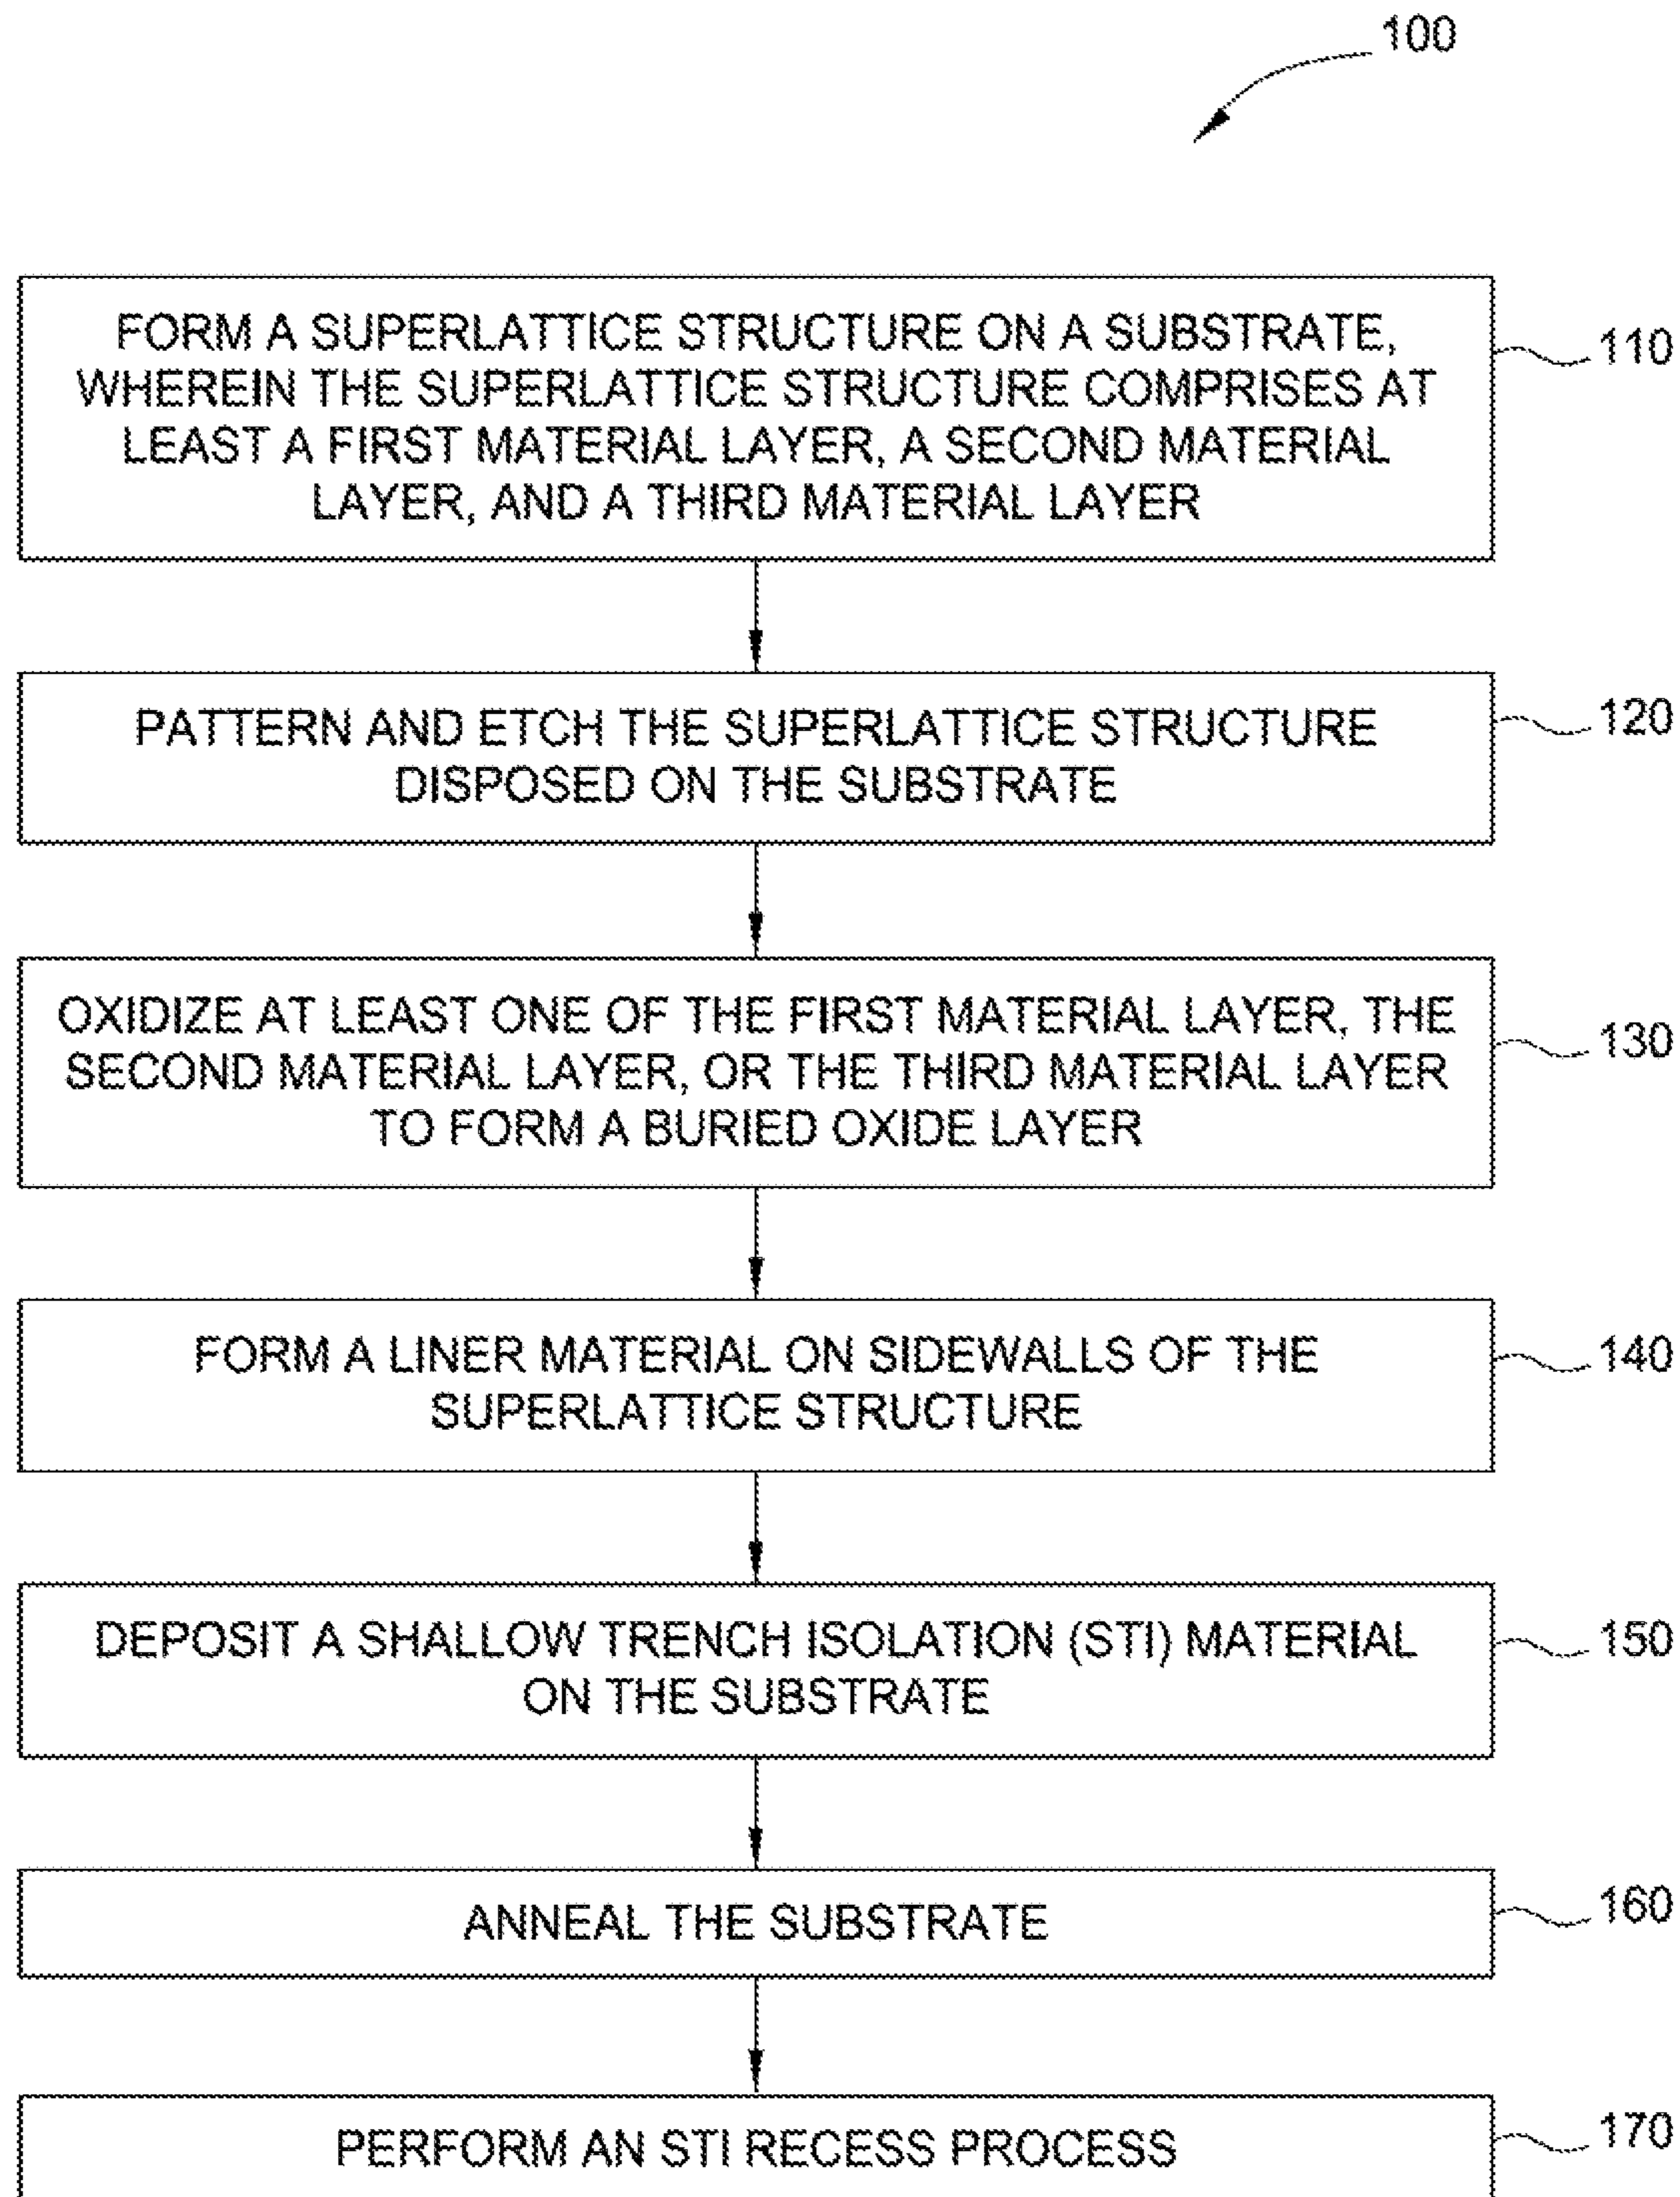 100
FORM A SUPERLATTICE STRUCTURE ON A SUBSTRATE,
WHEREIN THE SUPERLATTICE STRUCTURE COMPRISES AT
LEAST A FIRST MATERIAL LAYER, A SECOND MATERIAL
LAYER, AND A THIRD MATERIAL LAYER
110
PATTERN AND ETCH THE SUPERLATTICE STRUCTURE
DISPOSED ON THE SUBSTRATE
120
OXIDIZE AT LEAST ONE OF THE FIRST MATERIAL LAYER, THE
SECOND MATERIAL LAYER, OR THE THIRD MATERIAL LAYER
TO FORM A BURIED OXIDE LAYER
130
FORM A LINER MATERIAL ON SIDEWALLS OF THE
SUPERLATTICE STRUCTURE
140
DEPOSIT A SHALLOW TRENCH ISOLATION (STI) MATERIAL
ON THE SUBSTRATE
150
ANNEAL THE SUBSTRATE
160
PERFORM AN STI RECESS PROCESS
170